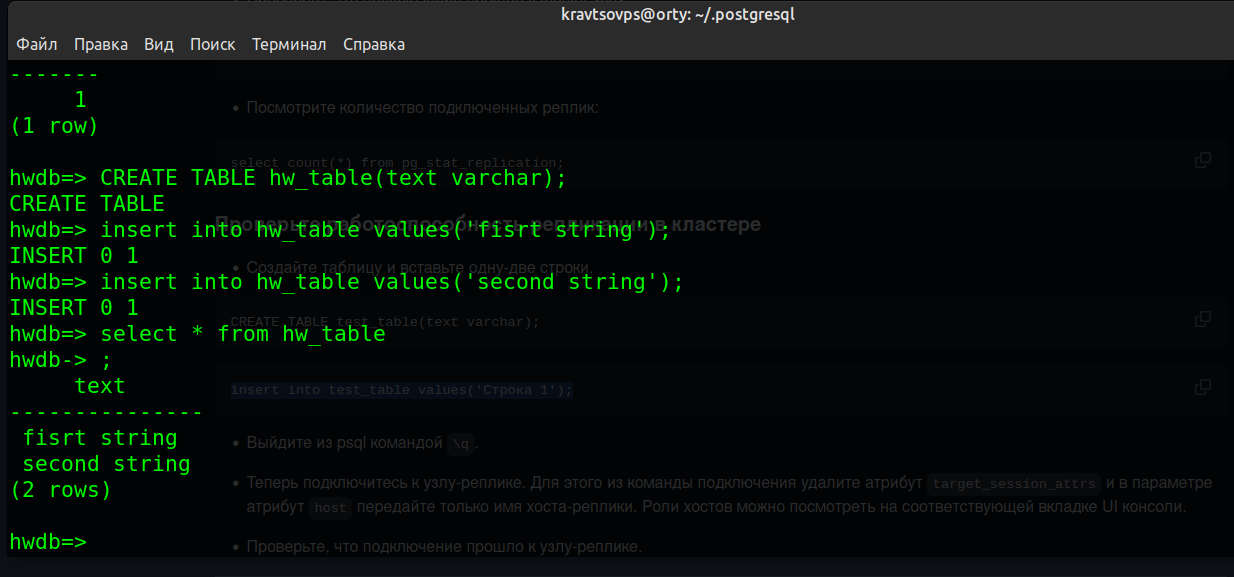 kravtsovps@orty: ~/.postgresql
Файл Правка Вид Поиск Терминал Справка
-------
1
(1 row)
• Посмотрите количество подключенных реплик:
select count(*) from pg_stat_replication;
hwdb=> CREATE TABLE hw_table(text varchar);
CREATE TABLE
Проверьте работоспособность репликации в кластере
hwdb=> insert into hw_table values('fisrt string');
INSERT 0 1
• Создайте таблицу и вставьте одну-две строки
hwdb=> insert into hw_table values('second string');
INSERT 0 1
CREATE TABLE test_table(text varchar);
hwdb=> select * from hw_table
hwdb-> ;
text
insert into test_table values('Строка 1');
---------------
fisrt string
second string
(2 rows)
• Выйдите из psql командой \q.
• Теперь подключитесь к узлу-реплике. Для этого из команды подключения удалите атрибут target_session_attrs и в параметре
атрибут host передайте только имя хоста-реплики. Роли хостов можно посмотреть на соответствующей вкладке UI консоли.
hwdb=>
• Проверьте, что подключение прошло к узлу-реплике.